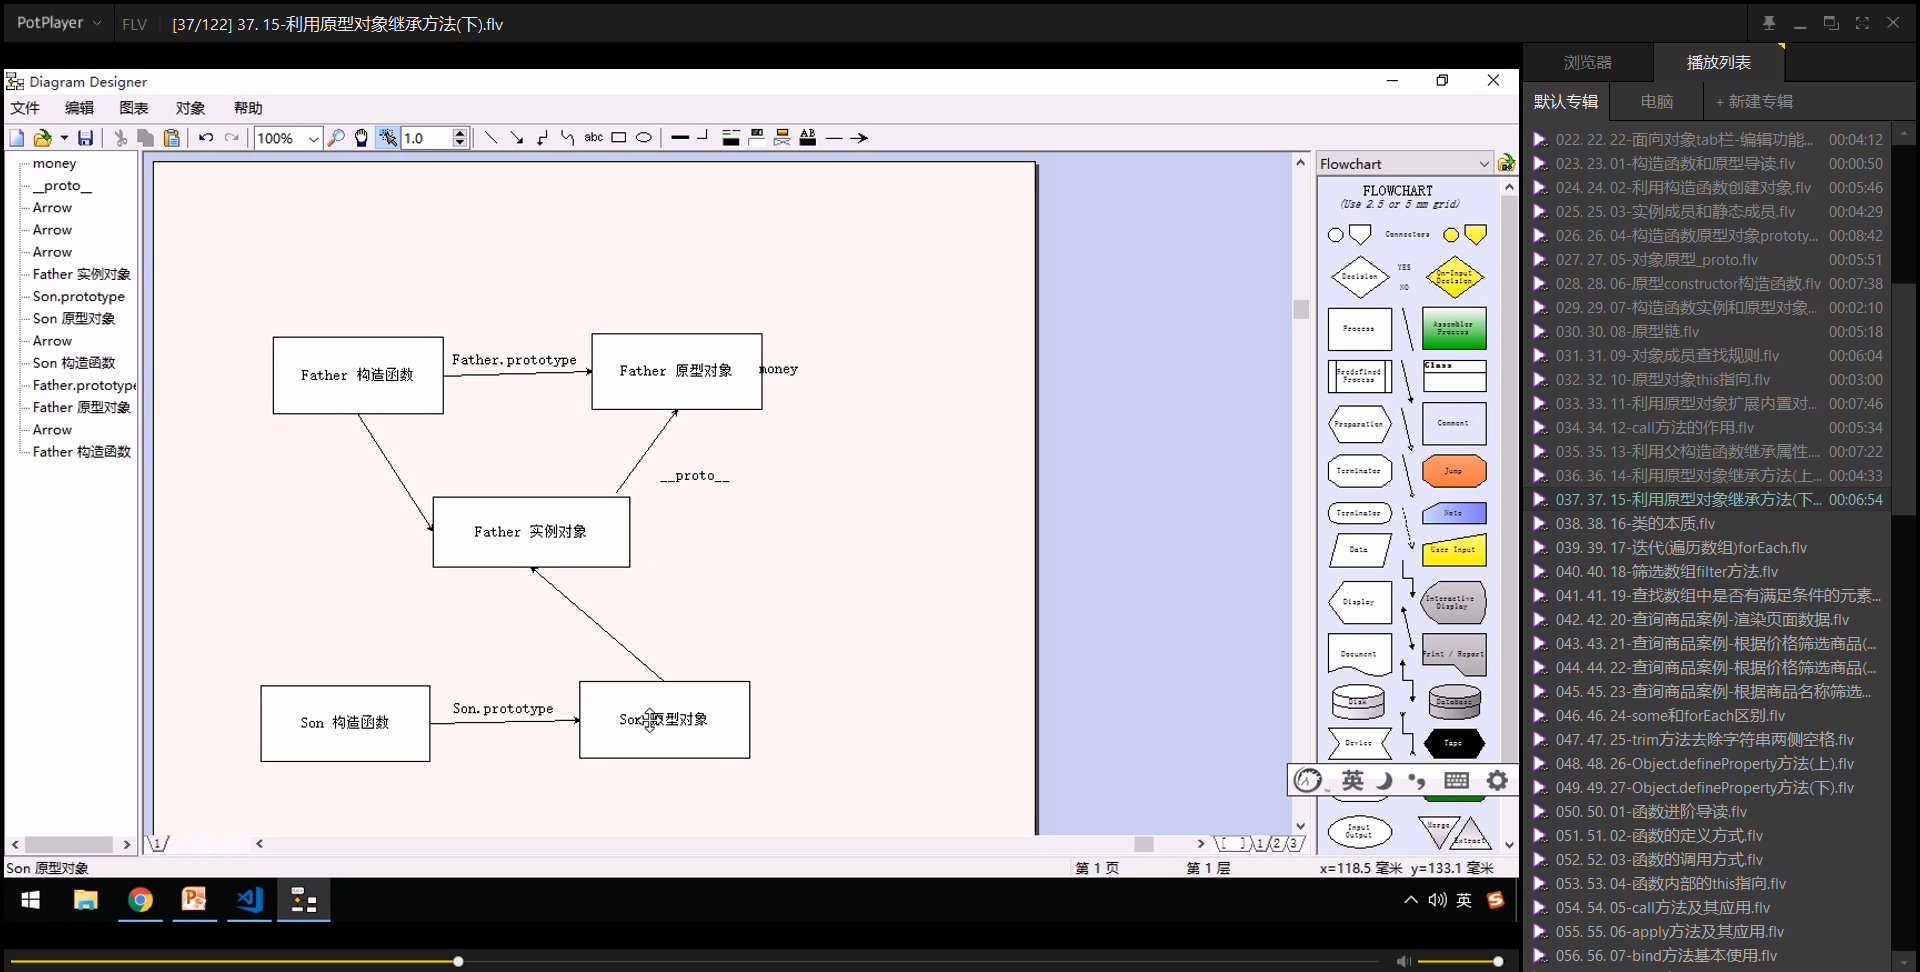 PotPlayer
FLV
[37/122] 37. 15-利用原型对象继承方法(下).flv
Diagram Designer
文件 编辑 图表 对象 帮助
100%
1.0
abc
AB
money
__proto__
Arrow
Arrow
Arrow
Father 实例对象
Son.prototype
Son 原型对象
Arrow
Son 构造函数
Father.prototype
Father 原型对象
Arrow
Father 构造函数
Father 构造函数
Father.prototype
Father 原型对象
money
__proto__
Father 实例对象
Son 构造函数
Son.prototype
Son 原型对象
Flowchart
FLOWCHART
(Use 2.5 or 5 mm grid)
Connectors
Decision
YES
NO
On-Input
Decision
Process
Assembler
Process
Predefined
Process
Class
Preparation
Comment
Terminator
Jump
Terminator
Note
Data
User Input
Display
Interactive
Display
Document
Print / Report
Disk
Database
Device
Tape
英
Input
Output
Merge
Extract
1
[ ] 1 2 3
Son 原型对象
第 1 页
第 1 层
x=118.5 毫米 y=133.1 毫米
英
浏览器
播放列表
默认专辑
电脑
+ 新建专辑
022. 22. 22-面向对象tab栏-编辑功能... 00:04:12
023. 23. 01-构造函数和原型导读.flv 00:00:50
024. 24. 02-利用构造函数创建对象.flv 00:05:46
025. 25. 03-实例成员和静态成员.flv 00:04:29
026. 26. 04-构造函数原型对象prototy... 00:08:42
027. 27. 05-对象原型_proto.flv 00:05:51
028. 28. 06-原型constructor构造函数.flv 00:07:38
029. 29. 07-构造函数实例和原型对象... 00:02:10
030. 30. 08-原型链.flv 00:05:18
031. 31. 09-对象成员查找规则.flv 00:06:04
032. 32. 10-原型对象this指向.flv 00:03:00
033. 33. 11-利用原型对象扩展内置对... 00:07:46
034. 34. 12-call方法的作用.flv 00:05:34
035. 35. 13-利用父构造函数继承属性.... 00:07:22
036. 36. 14-利用原型对象继承方法(上... 00:04:33
037. 37. 15-利用原型对象继承方法(下... 00:06:54
038. 38. 16-类的本质.flv
039. 39. 17-迭代(遍历数组)forEach.flv
040. 40. 18-筛选数组filter方法.flv
041. 41. 19-查找数组中是否有满足条件的元素...
042. 42. 20-查询商品案例-渲染页面数据.flv
043. 43. 21-查询商品案例-根据价格筛选商品(...
044. 44. 22-查询商品案例-根据价格筛选商品(...
045. 45. 23-查询商品案例-根据商品名称筛选...
046. 46. 24-some和forEach区别.flv
047. 47. 25-trim方法去除字符串两侧空格.flv
048. 48. 26-Object.defineProperty方法(上).flv
049. 49. 27-Object.defineProperty方法(下).flv
050. 50. 01-函数进阶导读.flv
051. 51. 02-函数的定义方式.flv
052. 52. 03-函数的调用方式.flv
053. 53. 04-函数内部的this指向.flv
054. 54. 05-call方法及其应用.flv
055. 55. 06-apply方法及其应用.flv
056. 56. 07-bind方法基本使用.flv